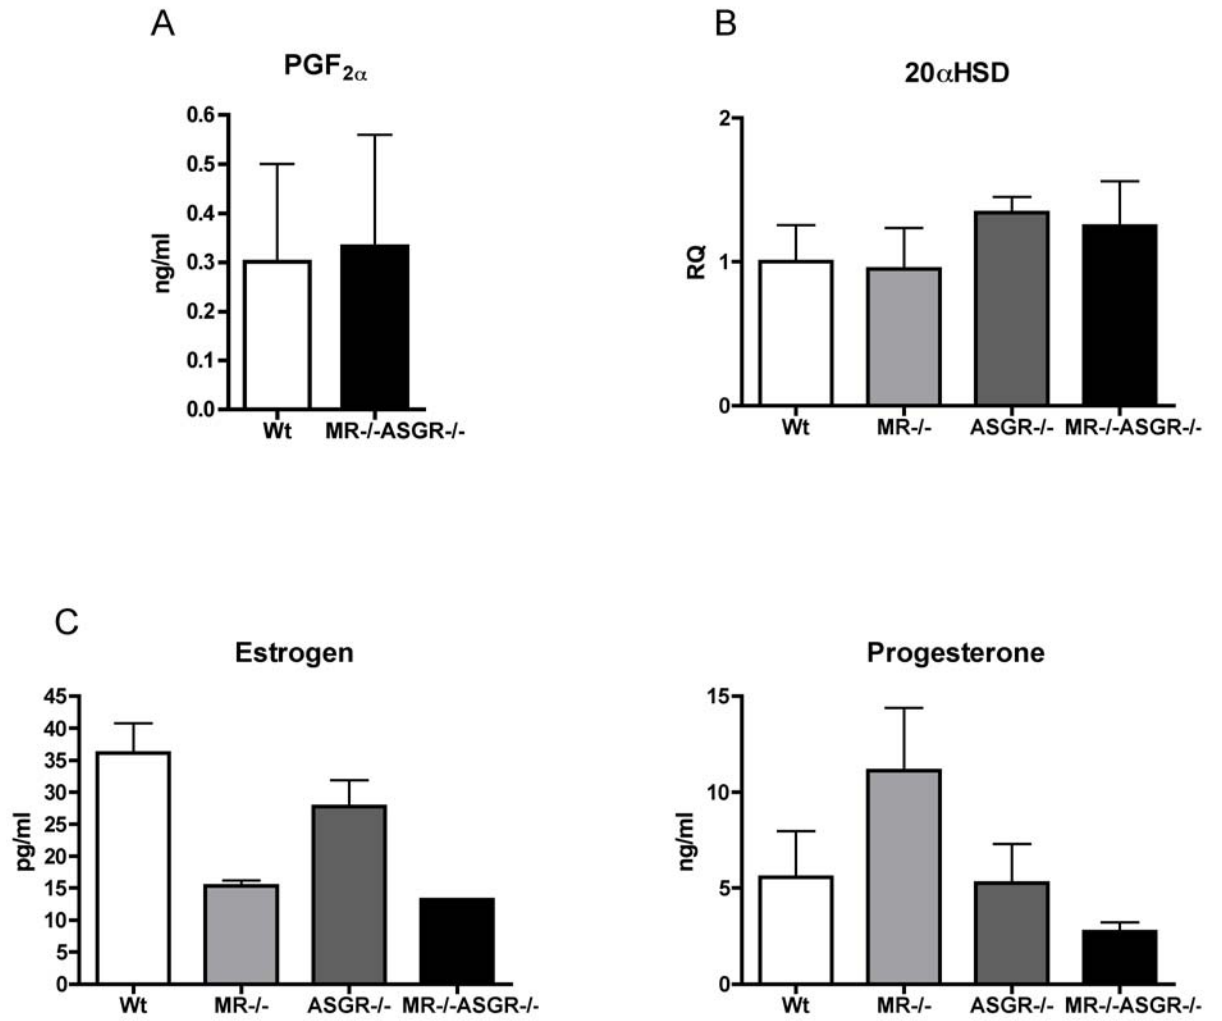 A
PGF2α
0.6
0.5
0.4
0.3
0.2
0.1
0.0
ng/ml
Wt MR-/-ASGR-/-
B
20αHSD
2
1
0
RQ
Wt MR-/- ASGR-/- MR-/-ASGR-/-
C
Estrogen
45
40
35
30
25
20
15
10
5
0
pg/ml
Wt MR-/- ASGR-/- MR-/-ASGR-/-
Progesterone
15
10
5
0
ng/ml
Wt MR-/- ASGR-/- MR-/-ASGR-/-